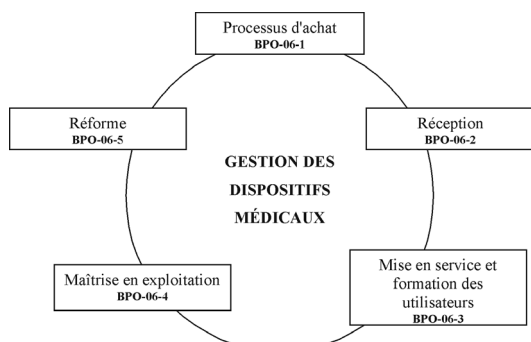 Processus d'achat
BPO-06-1
Réforme
BPO-06-5
Réception
BPO-06-2
GESTION DES
DISPOSITIFS
MÉDICAUX
Maîtrise en exploitation
BPO-06-4
Mise en service et
formation des
utilisateurs
BPO-06-3